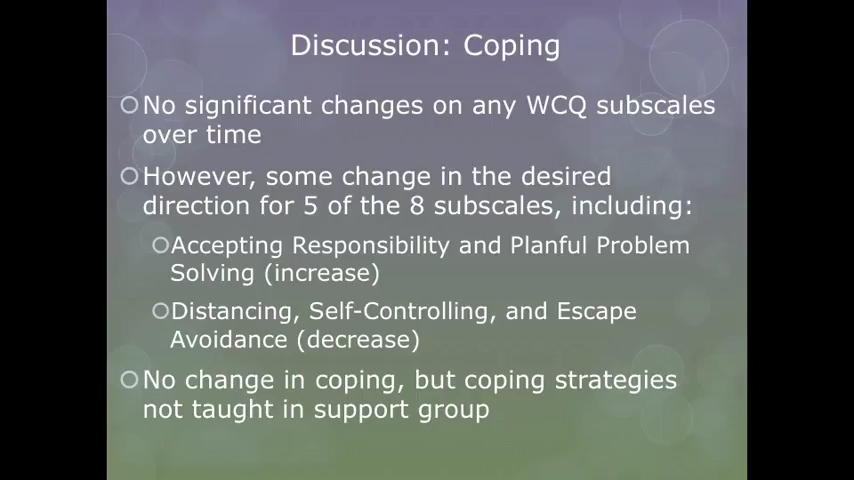 Discussion: Coping
No significant changes on any WCQ subscales
over time
However, some change in the desired
direction for 5 of the 8 subscales, including:
Accepting Responsibility and Planful Problem
Solving (increase)
Distancing, Self-Controlling, and Escape
Avoidance (decrease)
No change in coping, but coping strategies
not taught in support group